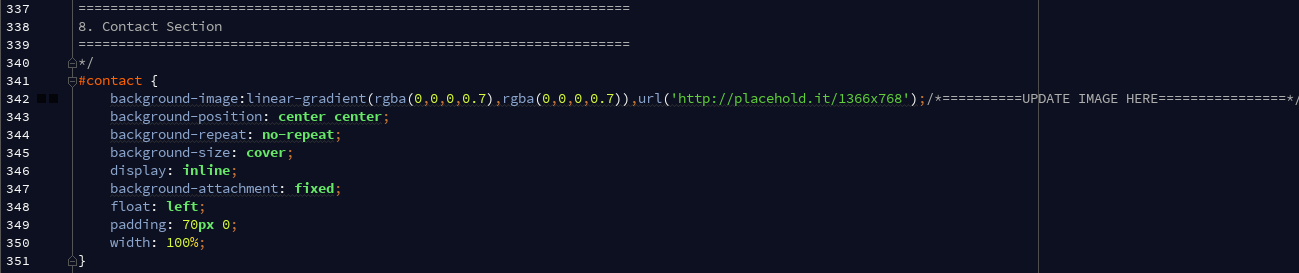 337 =====================================================================
338 8. Contact Section
339 =====================================================================
340 */
341 #contact {
342 background-image:linear-gradient(rgba(0,0,0,0.7),rgba(0,0,0,0.7)),url('http://placehold.it/1366x768');/*==========UPDATE IMAGE HERE================*/
343 background-position: center center;
344 background-repeat: no-repeat;
345 background-size: cover;
346 display: inline;
347 background-attachment: fixed;
348 float: left;
349 padding: 70px 0;
350 width: 100%;
351 }